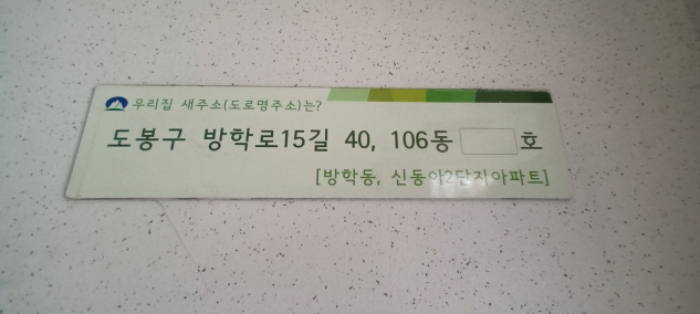 우리집 새주소(도로명주소)는?
도봉구 방학로15길 40, 106동 호
[방학동, 신동아2단지아파트]